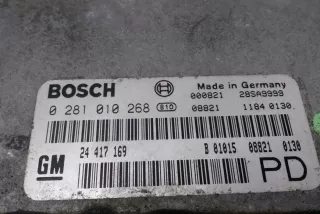 BOSCH
Made in Germany
000821 28SA9999
0 281 010 268 E10 08821 1184 0130.
GM 24 417 169 B 01015 08821 0130
PD